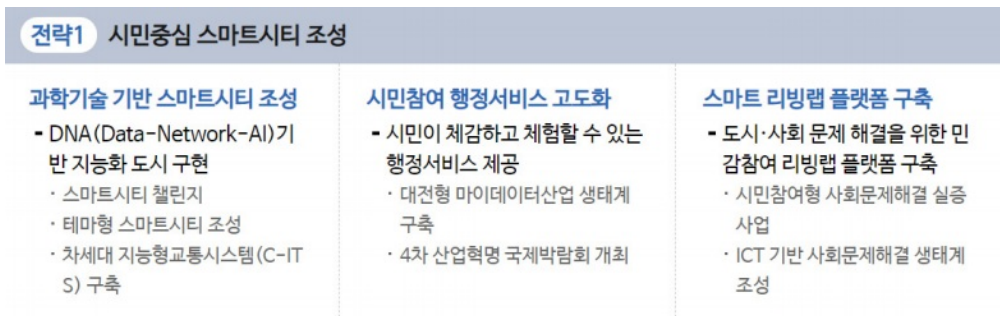 전략1 시민중심 스마트시티 조성
과학기술 기반 스마트시티 조성
- DNA(Data-Network-AI)기
반 지능화 도시 구현
· 스마트시티 챌린지
· 테마형 스마트시티 조성
· 차세대 지능형교통시스템(C-IT
S) 구축
시민참여 행정서비스 고도화
- 시민이 체감하고 체험할 수 있는
행정서비스 제공
· 대전형 마이데이터산업 생태계
구축
· 4차 산업혁명 국제박람회 개최
스마트 리빙랩 플랫폼 구축
- 도시·사회 문제 해결을 위한 민
감참여 리빙랩 플랫폼 구축
· 시민참여형 사회문제해결 실증
사업
· ICT 기반 사회문제해결 생태계
조성